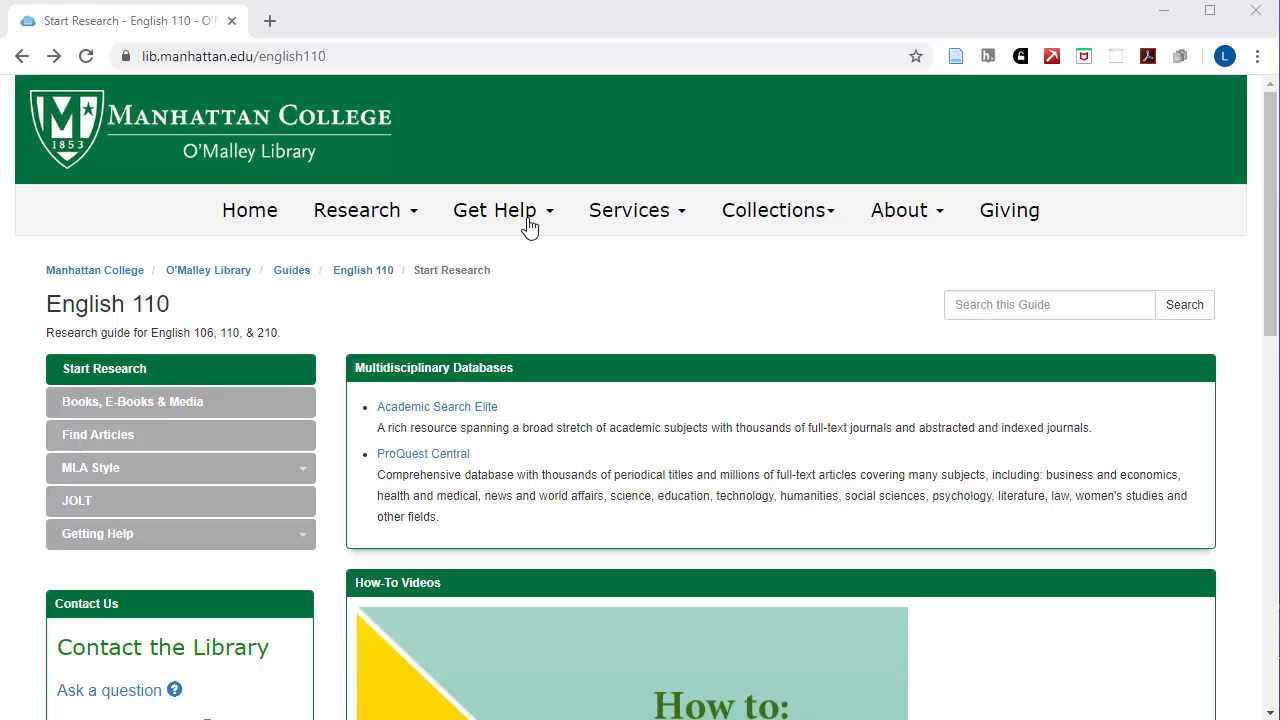 Start Research - English 110 - O'
lib.manhattan.edu/english110
L
M
1853
MANHATTAN COLLEGE
O'Malley Library
Home Research Get Help Services Collections About Giving
Manhattan College / O'Malley Library / Guides / English 110 / Start Research
English 110
Search this Guide Search
Research guide for English 106, 110, & 210.
Start Research
Books, E-Books & Media
Find Articles
MLA Style
JOLT
Getting Help
Multidisciplinary Databases
Academic Search Elite
A rich resource spanning a broad stretch of academic subjects with thousands of full-text journals and abstracted and indexed journals.
ProQuest Central
Comprehensive database with thousands of periodical titles and millions of full-text articles covering many subjects, including: business and economics,
health and medical, news and world affairs, science, education, technology, humanities, social sciences, psychology, literature, law, women's studies and
other fields.
Contact Us
Contact the Library
Ask a question ?
How-To Videos
How to: